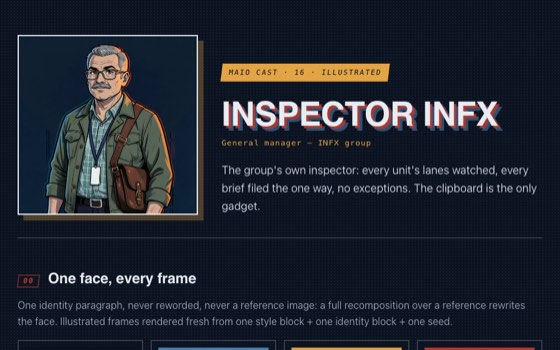 MAIO CAST · 16 · ILLUSTRATED
INSPECTOR INFX
General manager — INFX group
The group's own inspector: every unit's lanes watched, every
brief filed the one way, no exceptions. The clipboard is the only
gadget.
00 One face, every frame
One identity paragraph, never reworded, never a reference image: a full recomposition over a reference rewrites
the face. Illustrated frames rendered fresh from one style block + one identity block + one seed.